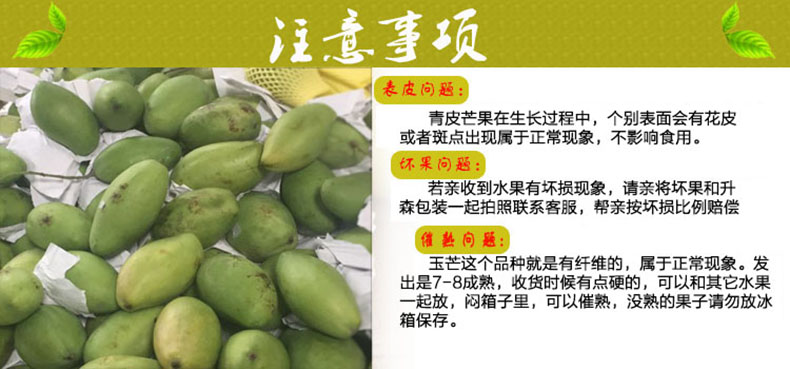 注意事项
表皮问题:
青皮芒果在生长过程中，个别表面会有花皮
或者斑点出现属于正常现象，不影响食用。
坏果问题:
若亲收到水果有坏损现象，请亲将坏果和升
森包装一起拍照联系客服，帮亲按坏损比例赔偿
催熟问题:
玉芒这个品种就是有纤维的，属于正常现象。发
出是7-8成熟，收货时候有点硬的，可以和其它水果
一起放，闷箱子里，可以催熟，没熟的果子请勿放冰
箱保存。